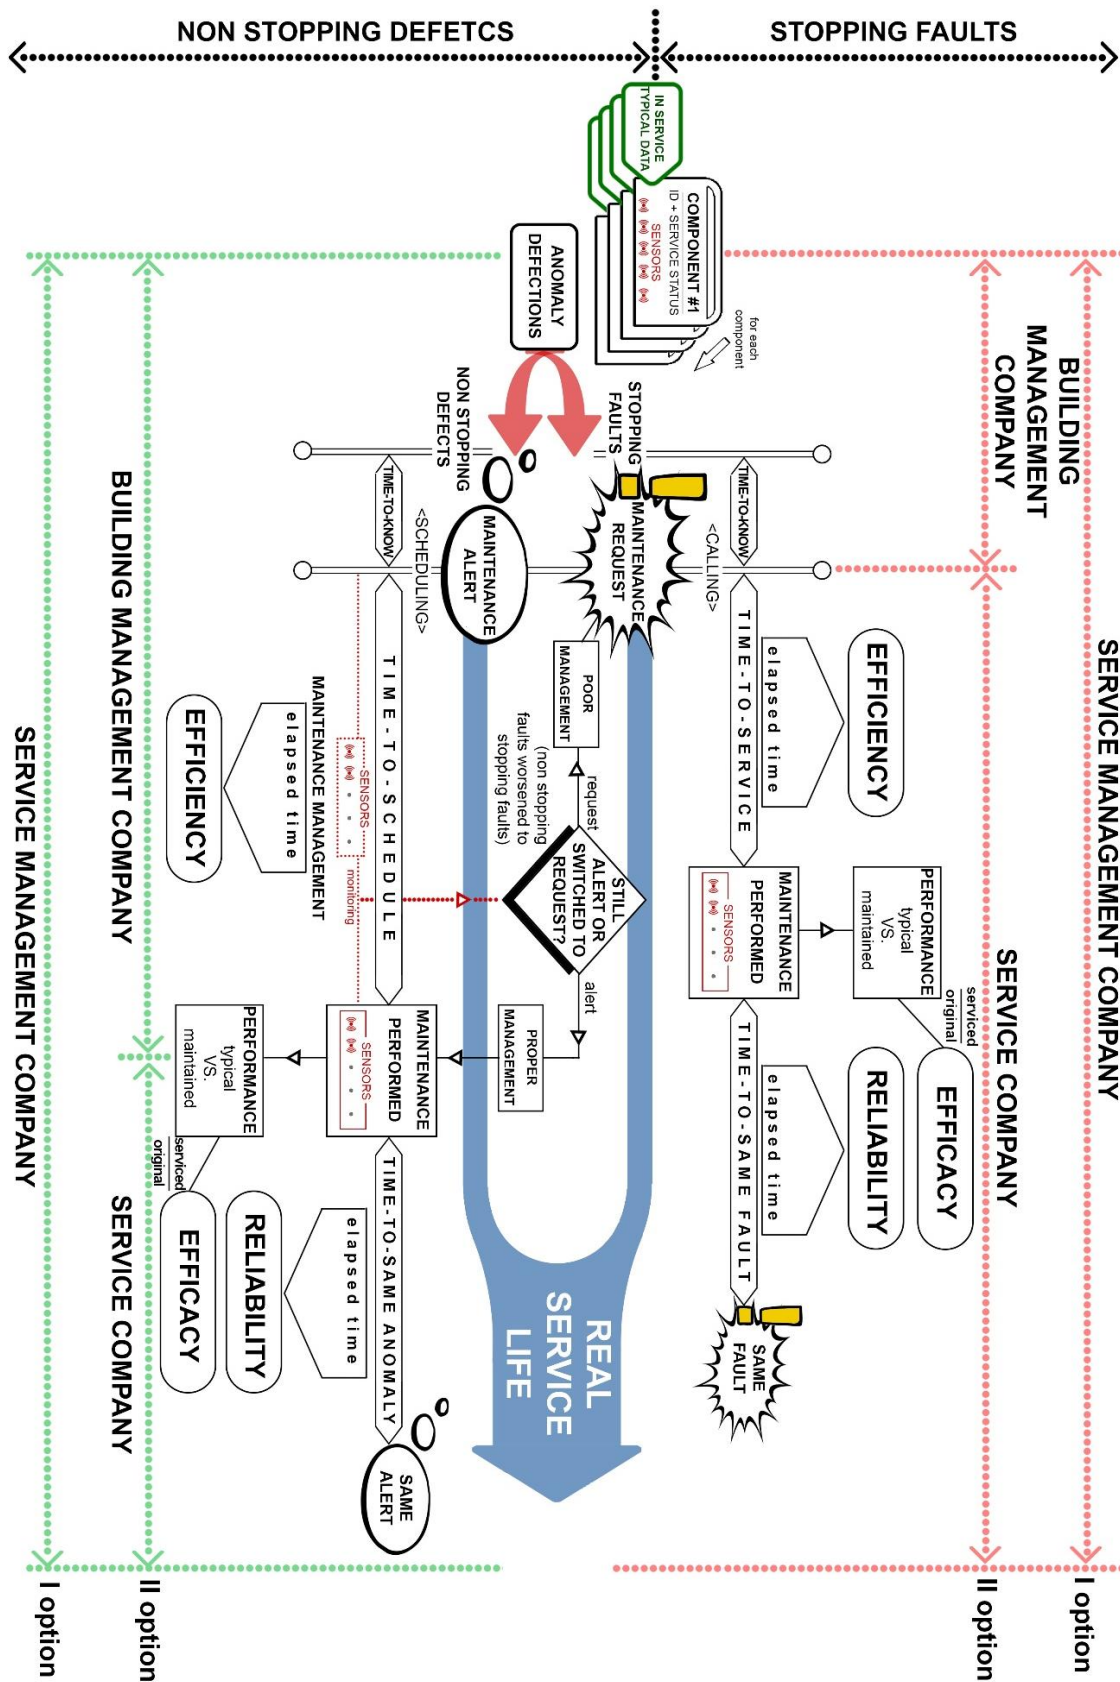 NON STOPPING DEFETCS
STOPPING FAULTS
IN SERVICE
TYPICAL DATA
COMPONENT #1
ID + SERVICE STATUS
SENSORS
for each
component
ANOMALY
DEFECTIONS
STOPPING
FAULTS
NON STOPPING
DEFECTS
BUILDING
MANAGEMENT
COMPANY
SERVICE MANAGEMENT COMPANY
SERVICE COMPANY
I option
II option
TIME-TO-KNOW
<CALLING>
MAINTENANCE
REQUEST
TIME-TO-SERVICE
elapsed time
EFFICIENCY
MAINTENANCE
PERFORMED
SENSORS
PERFORMANCE
typical
VS.
maintained
serviced
original
EFFICACY
RELIABILITY
elapsed time
TIME-TO-SAME FAULT
SAME
FAULT
POOR
MANAGEMENT
request
(non stopping
faults worsened to
stopping faults)
STILL
ALERT OR
SWITCHED TO
REQUEST?
alert
PROPER
MANAGEMENT
REAL
SERVICE
LIFE
MAINTENANCE
ALERT
<SCHEDULING>
TIME-TO-KNOW
TIME-TO-SCHEDULE
SENSORS
monitoring
MAINTENANCE MANAGEMENT
elapsed time
EFFICIENCY
MAINTENANCE
PERFORMED
SENSORS
PERFORMANCE
typical
VS.
maintained
serviced
original
TIME-TO-SAME ANOMALY
elapsed time
RELIABILITY
EFFICACY
SAME
ALERT
BUILDING MANAGEMENT COMPANY
SERVICE COMPANY
II option
SERVICE MANAGEMENT COMPANY
I option